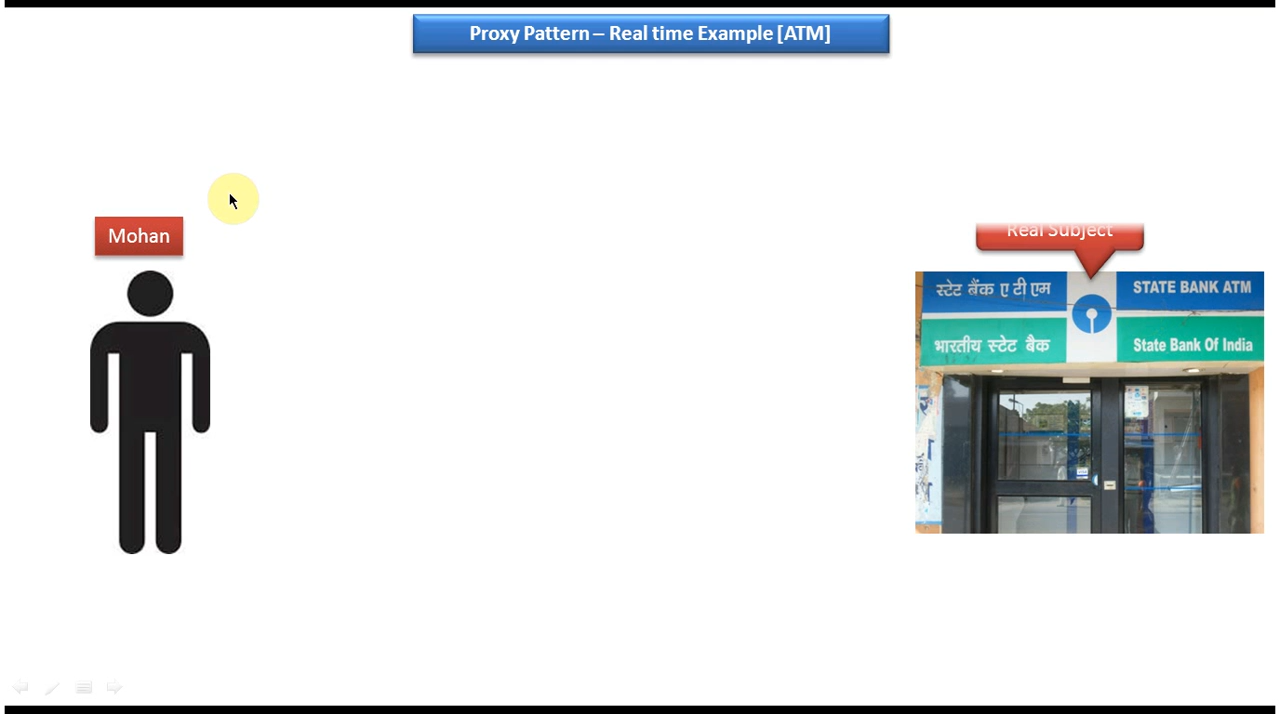 Proxy Pattern – Real time Example [ATM]
Mohan
Real Subject
स्टेट बैंक ए टी एम
STATE BANK ATM
भारतीय स्टेट बैंक
State Bank Of India